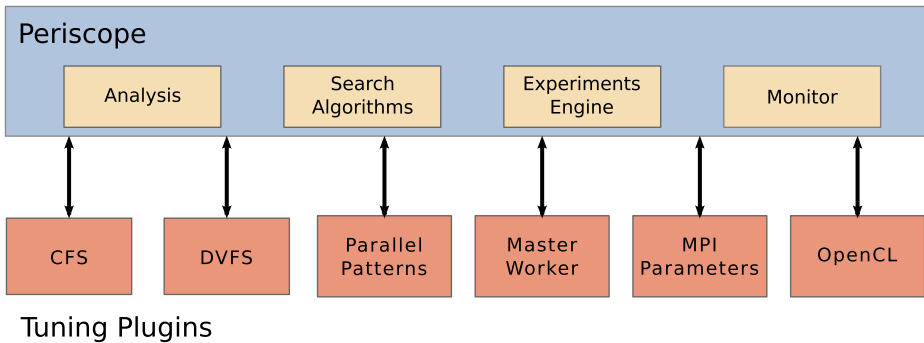 Periscope
Analysis
Search
Algorithms
Experiments
Engine
Monitor
CFS
DVFS
Parallel
Patterns
Master
Worker
MPI
Parameters
OpenCL
Tuning Plugins